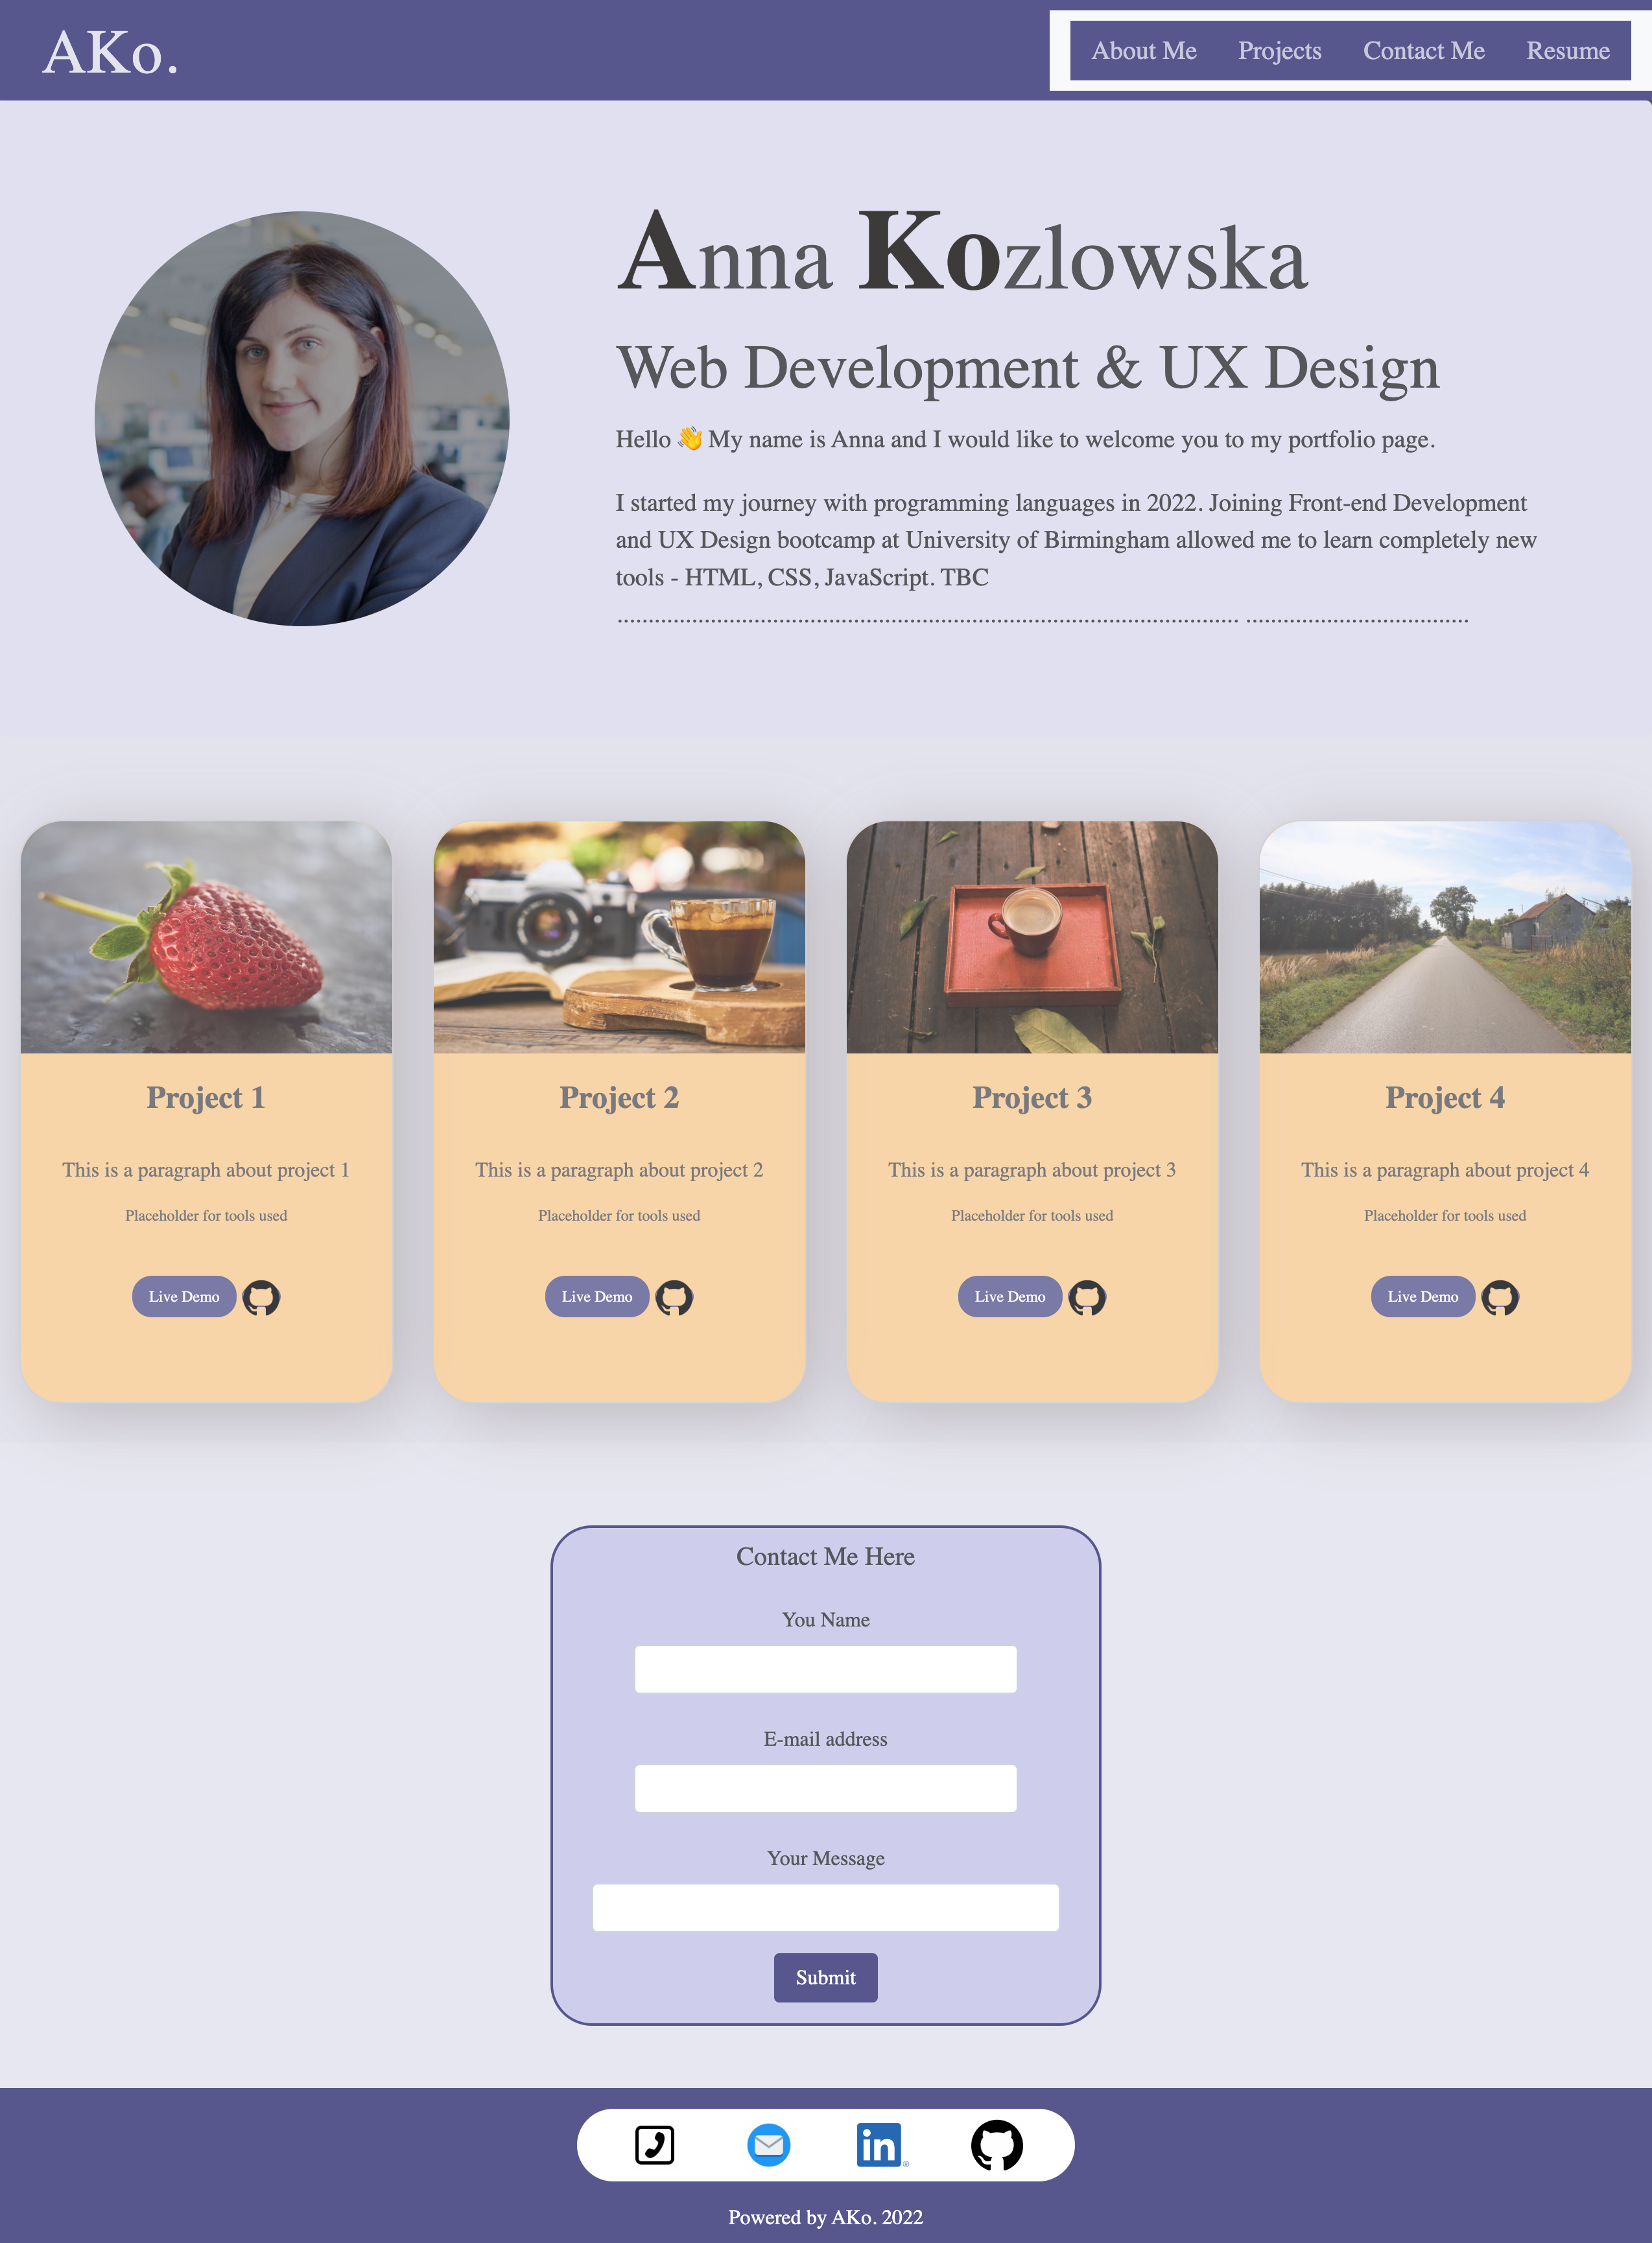 AKo.
About Me Projects Contact Me Resume
Anna Kozlowska
Web Development & UX Design
Hello 👋 My name is Anna and I would like to welcome you to my portfolio page.
I started my journey with programming languages in 2022. Joining Front-end Development
and UX Design bootcamp at University of Birmingham allowed me to learn completely new
tools - HTML, CSS, JavaScript. TBC
.................................................................................................... ....................................
Project 1
This is a paragraph about project 1
Placeholder for tools used
Live Demo
Project 2
This is a paragraph about project 2
Placeholder for tools used
Live Demo
Project 3
This is a paragraph about project 3
Placeholder for tools used
Live Demo
Project 4
This is a paragraph about project 4
Placeholder for tools used
Live Demo
Contact Me Here
You Name
E-mail address
Your Message
Submit
in®
Powered by AKo. 2022